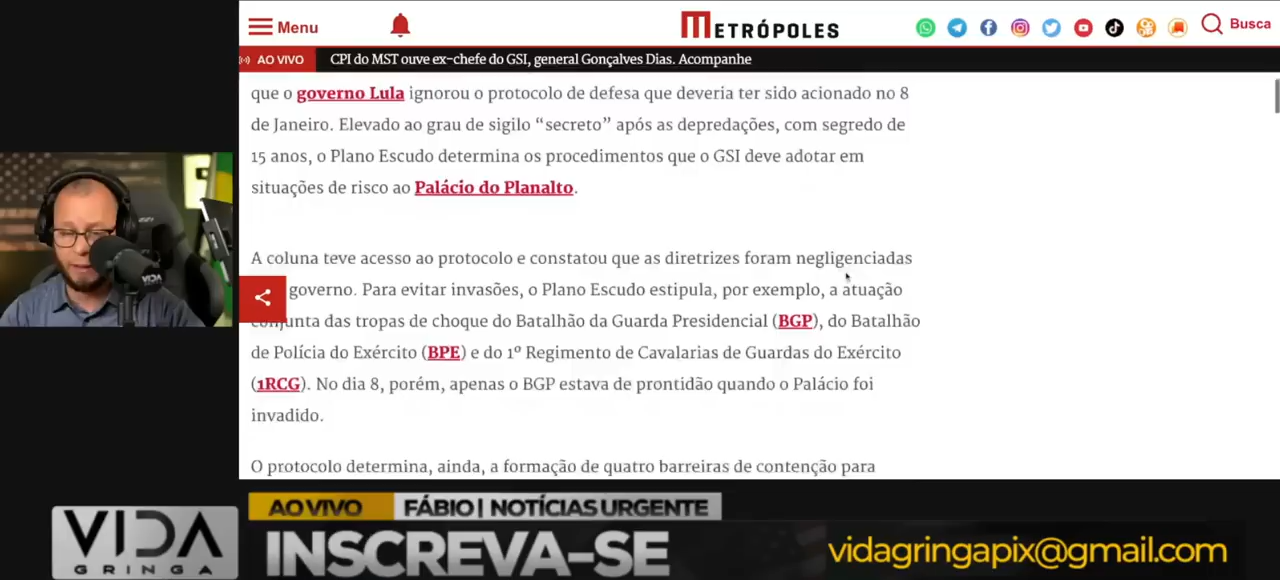 Menu
METRÓPOLES
Busca
AO VIVO
CPI do MST ouve ex-chefe do GSI, general Gonçalves Dias. Acompanhe
que o governo Lula ignorou o protocolo de defesa que deveria ter sido acionado no 8
de Janeiro. Elevado ao grau de sigilo “secreto” após as depredações, com segredo de
15 anos, o Plano Escudo determina os procedimentos que o GSI deve adotar em
situações de risco ao Palácio do Planalto.
A coluna teve acesso ao protocolo e constatou que as diretrizes foram negligenciadas
governo. Para evitar invasões, o Plano Escudo estipula, por exemplo, a atuação
conjunta das tropas de choque do Batalhão da Guarda Presidencial (BGP), do Batalhão
de Polícia do Exército (BPE) e do 1º Regimento de Cavalarias de Guardas do Exército
(1RCG). No dia 8, porém, apenas o BGP estava de prontidão quando o Palácio foi
invadido.
O protocolo determina, ainda, a formação de quatro barreiras de contenção para
VIDA
GRINGA
AO VIVO
FÁBIO | NOTÍCIAS URGENTE
INSCREVA-SE
vidagringapix@gmail.com